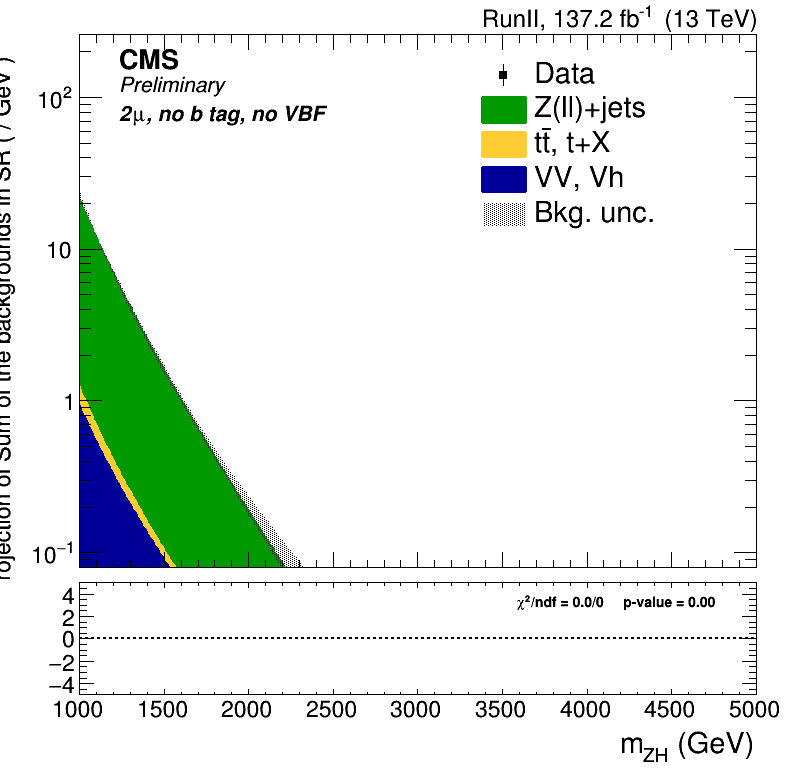 RunII, 137.2 fb-1 (13 TeV)
CMS
Preliminary
2μ, no b tag, no VBF
Data
Z(ll)+jets
tt̄, t+X
VV, Vh
Bkg. unc.
rojection of Sum of the backgrounds in SR ( / GeV )
10²
10
1
10⁻¹
χ²/ndf = 0.0/0 p-value = 0.00
4
2
0
−2
−4
1000 1500 2000 2500 3000 3500 4000 4500 5000
mZH (GeV)